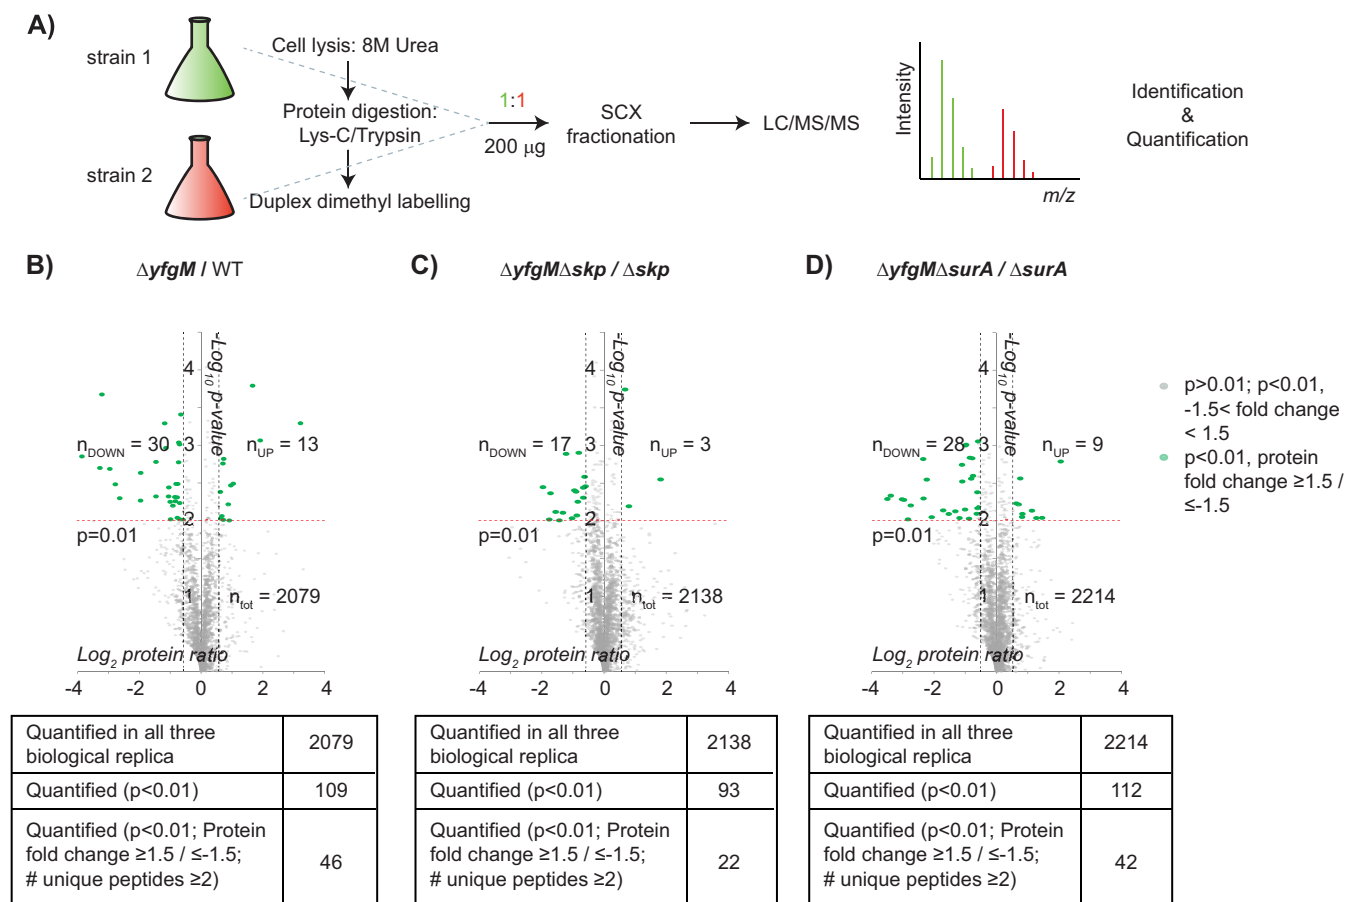 A)
strain 1
strain 2
Cell lysis: 8M Urea
Protein digestion:
Lys-C/Trypsin
Duplex dimethyl labelling
1:1
200 µg
SCX
fractionation
LC/MS/MS
Intensity
m/z
Identification
&
Quantification
B)
ΔyfgM / WT
-Log10 p-value
4
nDOWN = 30
3
nUP = 13
2
p=0.01
1
ntot = 2079
Log2 protein ratio
-4 -2 0 2 4
Quantified in all three
biological replica
2079
Quantified (p<0.01)
109
Quantified (p<0.01; Protein
fold change ≥1.5 / ≤-1.5;
# unique peptides ≥2)
46
C)
ΔyfgMΔskp / Δskp
-Log10 p-value
4
nDOWN = 17
3
nUP = 3
2
p=0.01
1
ntot = 2138
Log2 protein ratio
-4 -2 0 2 4
Quantified in all three
biological replica
2138
Quantified (p<0.01)
93
Quantified (p<0.01; Protein
fold change ≥1.5 / ≤-1.5;
# unique peptides ≥2)
22
D)
ΔyfgMΔsurA / ΔsurA
-Log10 p-value
4
nDOWN = 28
3
nUP = 9
2
p=0.01
1
ntot = 2214
Log2 protein ratio
-4 -2 0 2 4
Quantified in all three
biological replica
2214
Quantified (p<0.01)
112
Quantified (p<0.01; Protein
fold change ≥1.5 / ≤-1.5;
# unique peptides ≥2)
42
p>0.01; p<0.01,
-1.5< fold change
< 1.5
p<0.01, protein
fold change ≥1.5 /
≤-1.5